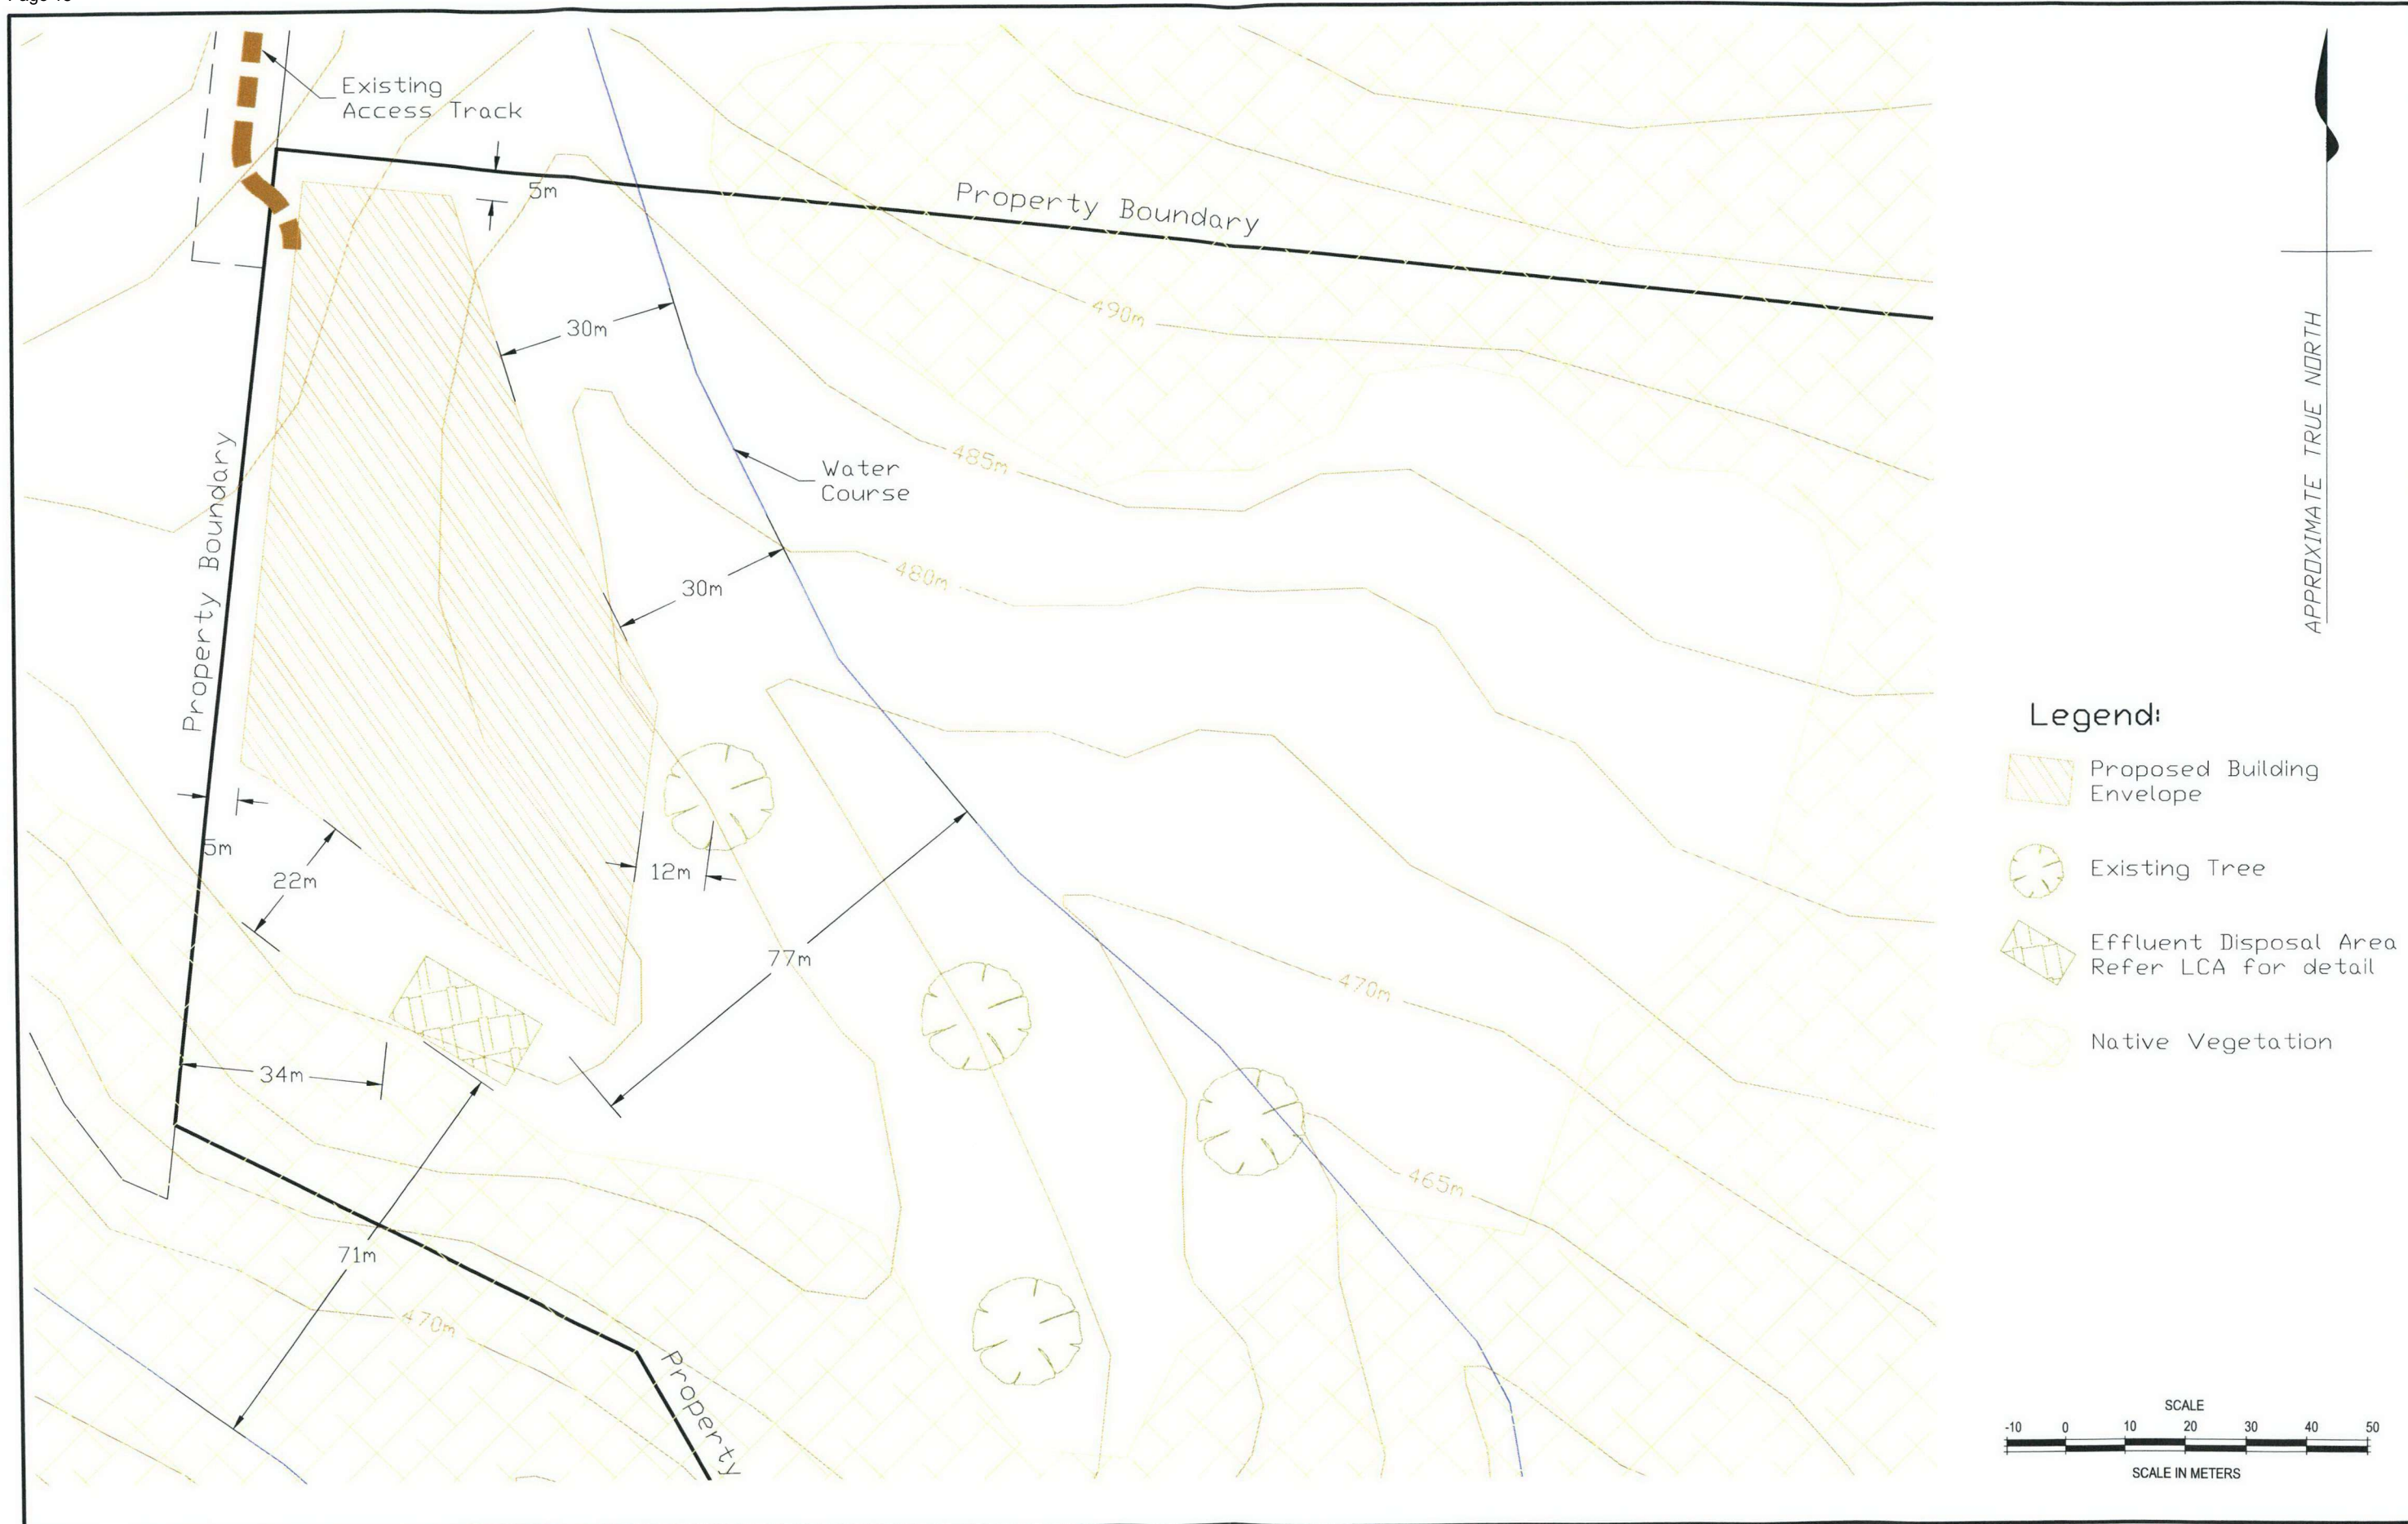 Existing
Access Track
5m
Property Boundary
30m
490m
Property Boundary
Water
Course
485m
30m
480m
5m
22m
12m
77m
34m
470m
71m
465m
470m
Property
APPROXIMATE TRUE NORTH
Legend:
Proposed Building
Envelope
Existing Tree
Effluent Disposal Area
Refer LCA for detail
Native Vegetation
SCALE
-10 0 10 20 30 40 50
SCALE IN METERS